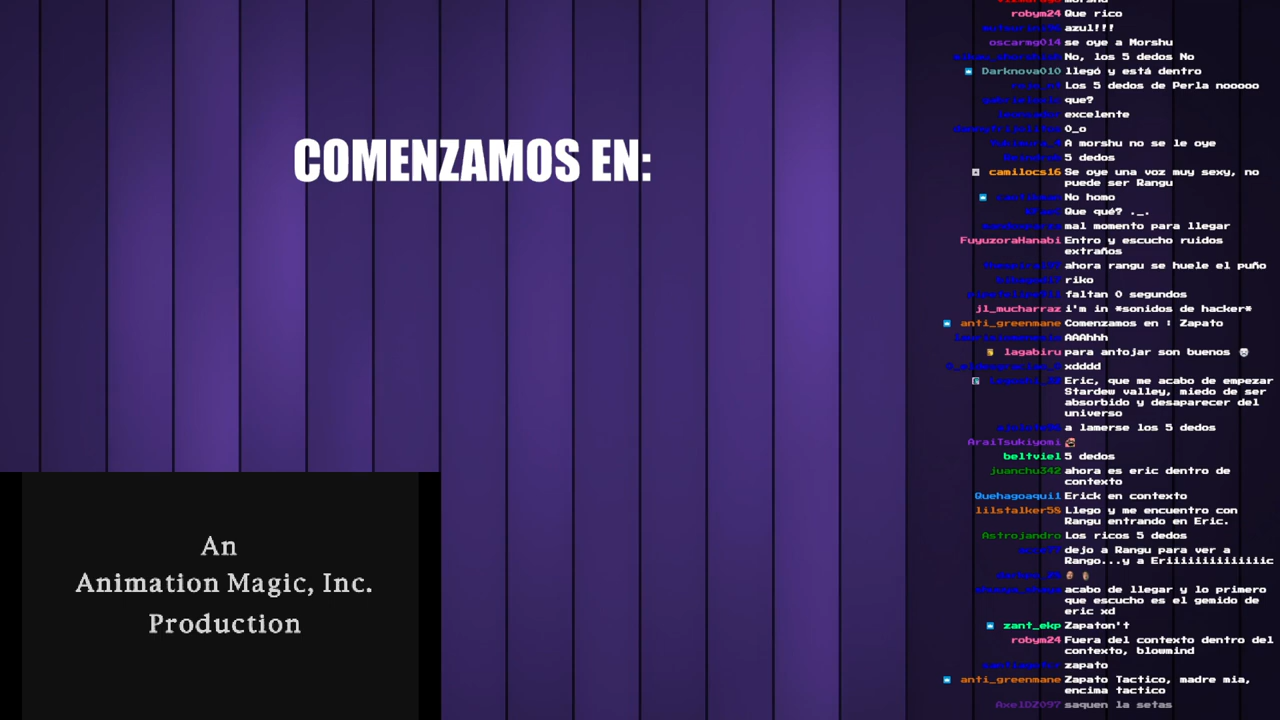 COMENZAMOS EN:
An
Animation Magic, Inc.
Production
robym24 Que rico
azul!!!
oscarmg014 se oye a Morshu
No, los 5 dedos No
Darknova010 llegó y está dentro
Los 5 dedos de Perla nooooo
que?
excelente
O_o
A morshu no se le oye
5 dedos
camilocs16 Se oye una voz muy sexy, no
puede ser Rangu
No homo
Que qué? ._.
mal momento para llegar
FuyuzoraHanabi Entro y escucho ruidos
extraños
ahora rangu se huele el puño
riko
faltan 0 segundos
jl_mucharraz i'm in *sonidos de hacker*
anti_greenmane Comenzamos en : Zapato
AAAhhh
lagabiru para antojar son buenos
xdddd
Eric, que me acabo de empezar
Stardew valley, miedo de ser
absorbido y desaparecer del
universo
a lamerse los 5 dedos
AraiTsukiyomi
beltviel 5 dedos
juanchu342 ahora es eric dentro de
contexto
Quehagoaqui1 Erick en contexto
lilstalker58 Llego y me encuentro con
Rangu entrando en Eric.
Astrojandro Los ricos 5 dedos
dejo a Rangu para ver a
Rango...y a Eriiiiiiiiiiiiic
acabo de llegar y lo primero
que escucho es el gemido de
eric xd
zant_ekp Zapaton't
robym24 Fuera del contexto dentro del
contexto, blowmind
zapato
anti_greenmane Zapato Tactico, madre mia,
encima tactico
AxelDZ097 saquen la setas